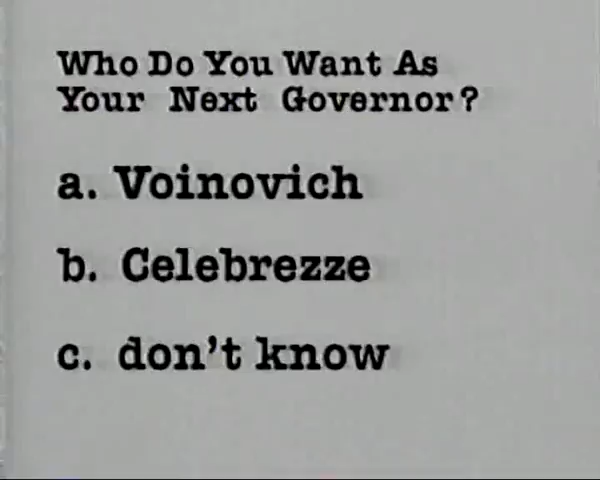 Who Do You Want As
Your Next Governor?
a. Voinovich
b. Celebrezze
c. don't know